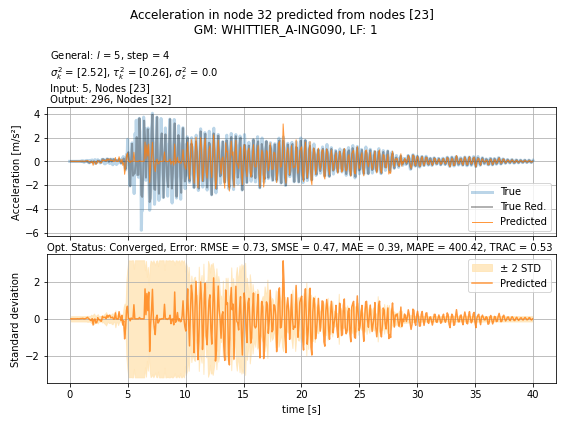 Acceleration in node 32 predicted from nodes [23]
GM: WHITTIER_A-ING090, LF: 1
General: l = 5, step = 4
σ²ₖ = [2.52], τ²ₖ = [0.26], σ²ᵣ = 0.0
Input: 5, Nodes [23]
Output: 296, Nodes [32]
4
2
0
−2
−4
−6
Acceleration [m/s²]
True
True Red.
Predicted
Opt. Status: Converged, Error: RMSE = 0.73, SMSE = 0.47, MAE = 0.39, MAPE = 400.42, TRAC = 0.53
2
0
−2
Standard deviation
± 2 STD
Predicted
0 5 10 15 20 25 30 35 40
time [s]